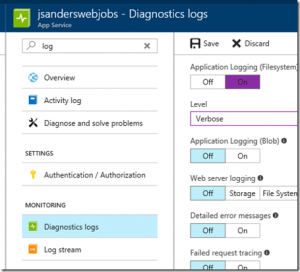 jsanderswebjobs - Diagnostics logs
App Service
log
Overview
Activity log
Diagnose and solve problems
SETTINGS
Authentication / Authorization
MONITORING
Diagnostics logs
Log stream
Save Discard
Application Logging (Filesystem)
Off On
Level
Verbose
Application Logging (Blob)
Off On
Web server logging
Off Storage File System
Detailed error messages
Off On
Failed request tracing
Off On